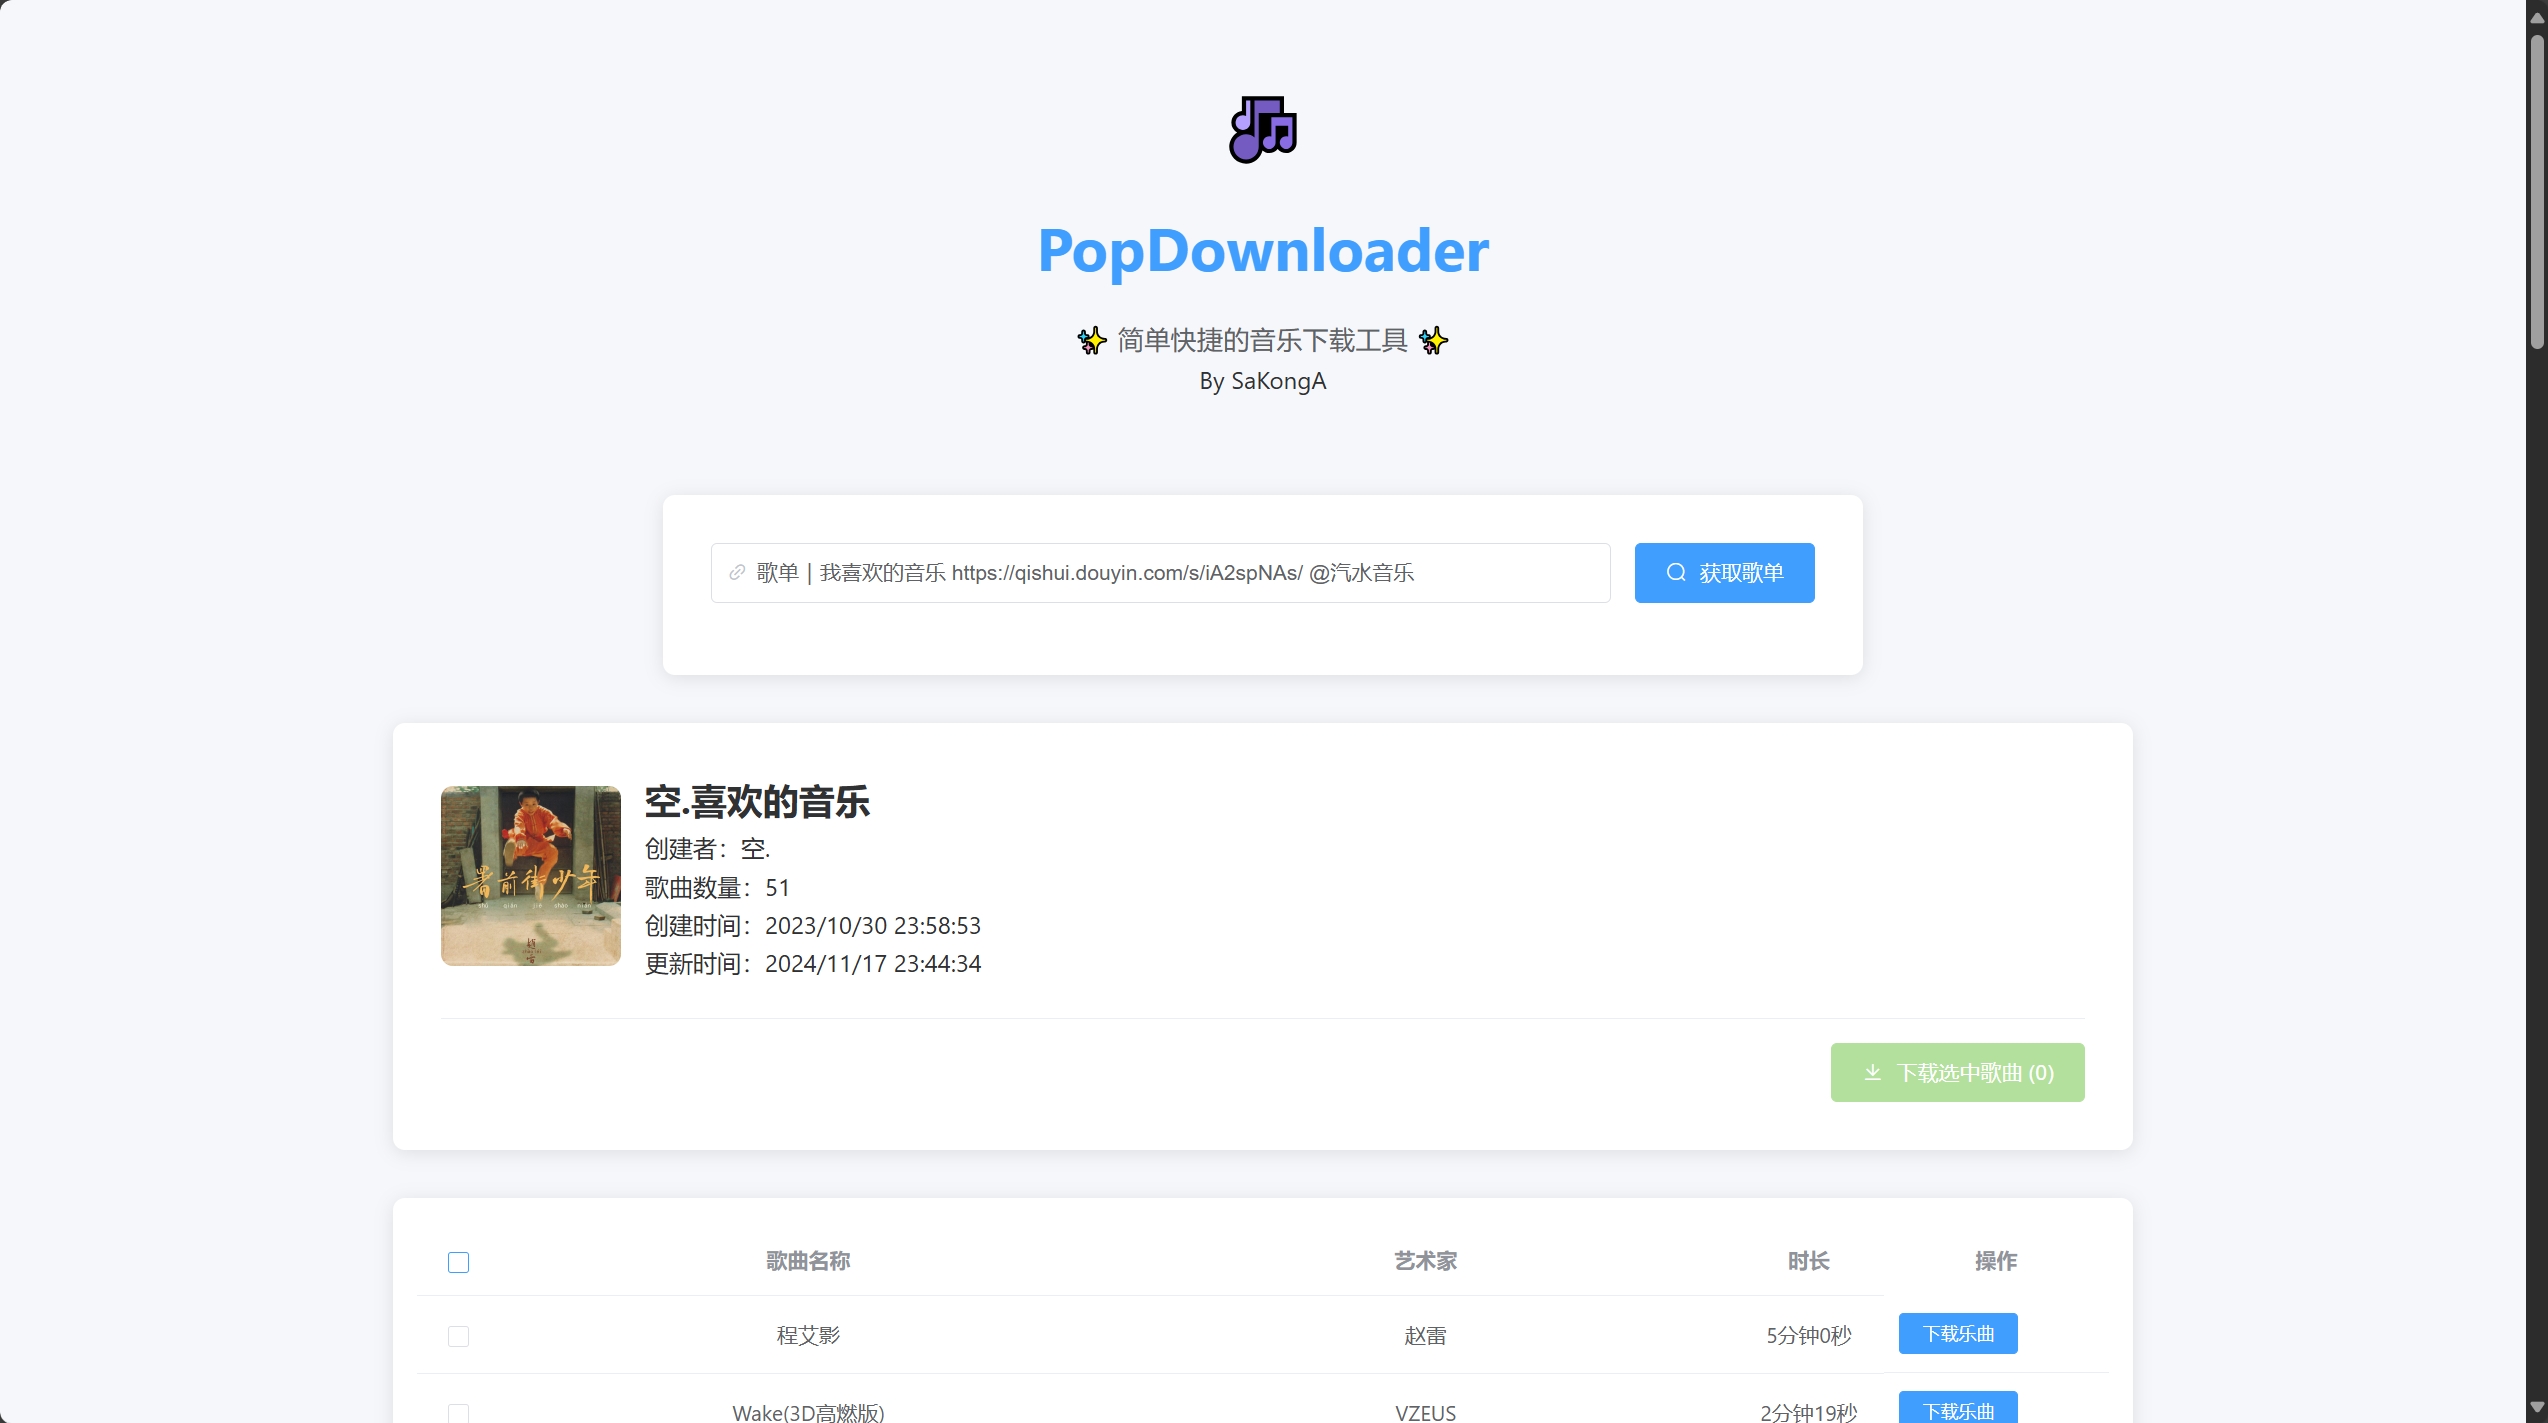 PopDownloader
✨ 简单快捷的音乐下载工具 ✨
By SaKongA
歌单 | 我喜欢的音乐 https://qishui.douyin.com/s/iA2spNAs/ @汽水音乐
获取歌单
署前街少年
shǔ qián jiē shào nián
空.喜欢的音乐
创建者：空.
歌曲数量：51
创建时间：2023/10/30 23:58:53
更新时间：2024/11/17 23:44:34
下载选中歌曲 (0)
歌曲名称 艺术家 时长 操作
程艾影 赵雷 5分钟0秒 下载乐曲
Wake(3D高燃版) VZEUS 2分钟19秒 下载乐曲